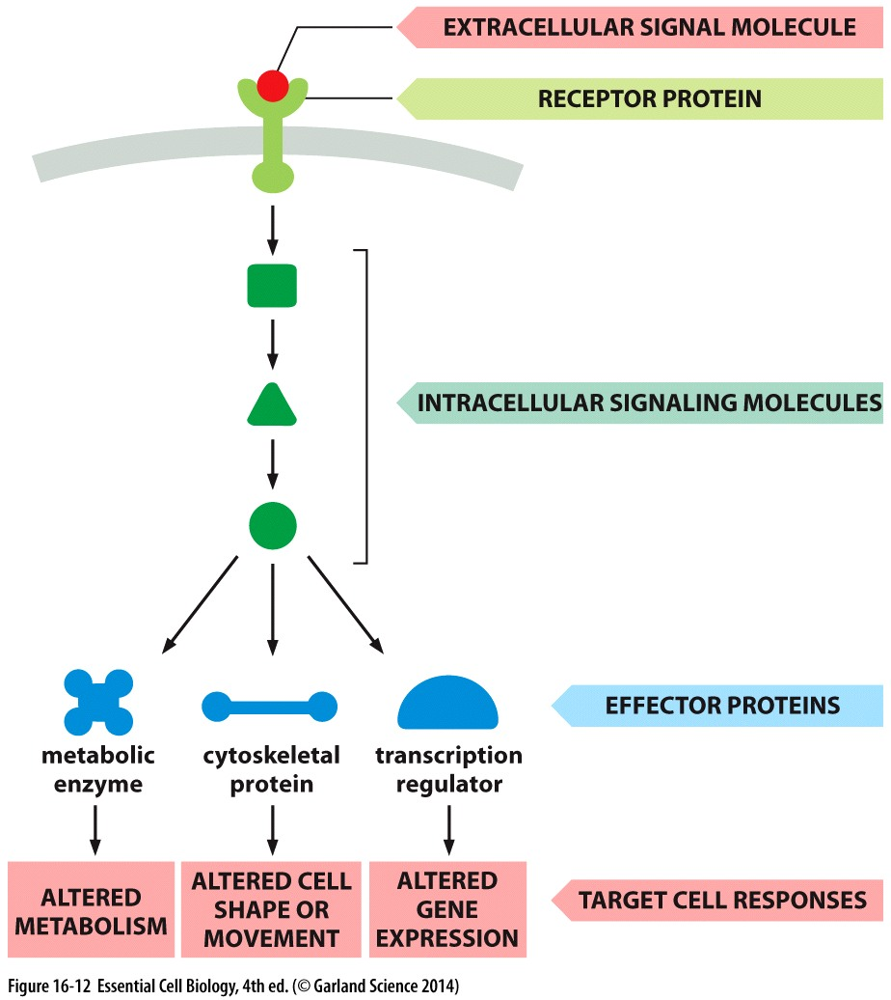 EXTRACELLULAR SIGNAL MOLECULE
RECEPTOR PROTEIN
INTRACELLULAR SIGNALING MOLECULES
EFFECTOR PROTEINS
metabolic
enzyme
cytoskeletal
protein
transcription
regulator
ALTERED
METABOLISM
ALTERED CELL
SHAPE OR
MOVEMENT
ALTERED
GENE
EXPRESSION
TARGET CELL RESPONSES
Figure 16-12 Essential Cell Biology, 4th ed. (© Garland Science 2014)